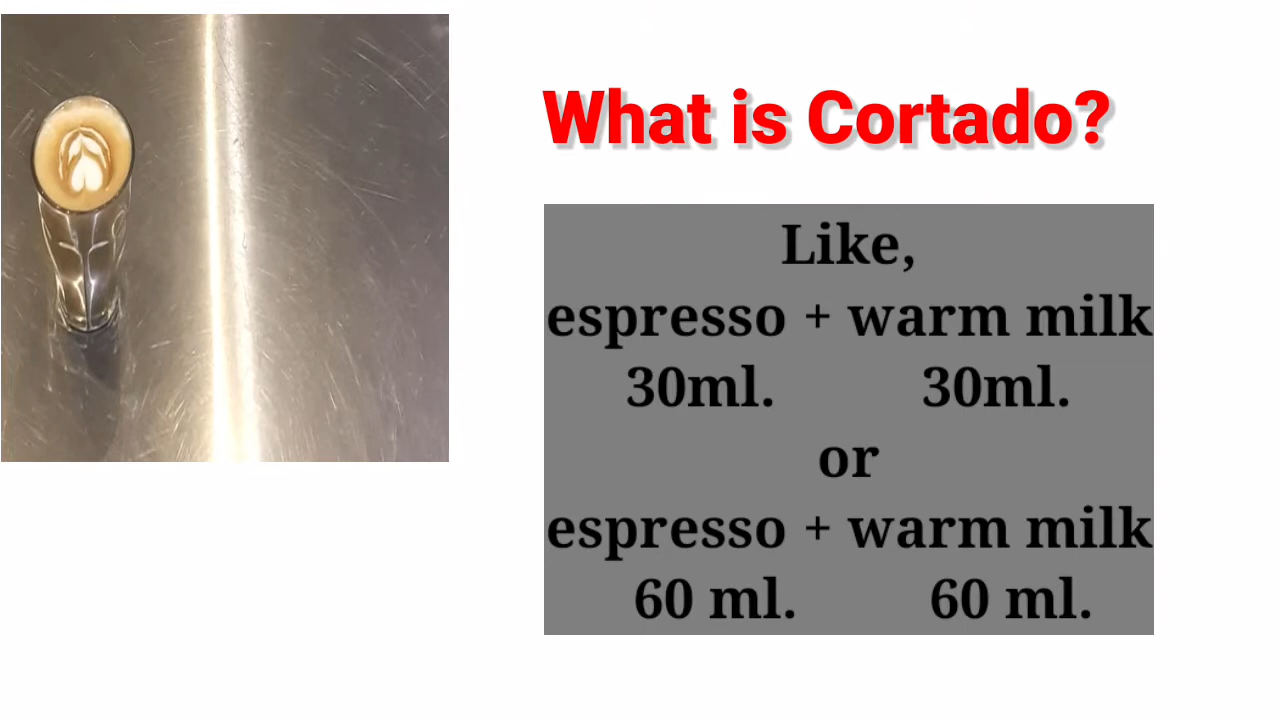 What is Cortado?
Like,
espresso + warm milk
30ml. 30ml.
or
espresso + warm milk
60 ml. 60 ml.